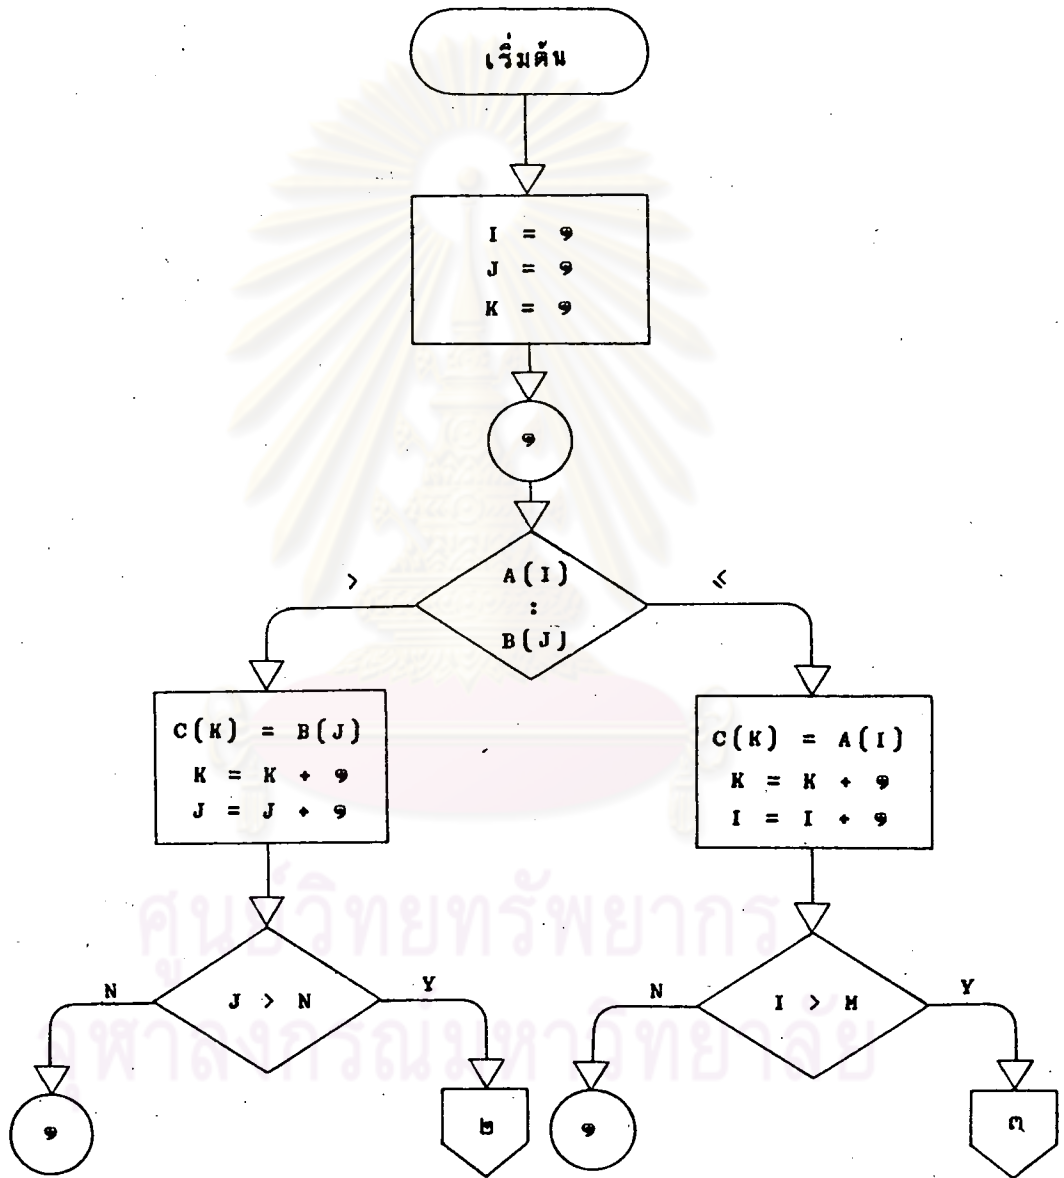 เริ่มต้น
I = ๑
J = ๑
K = ๑
๑
A(I)
:
B(J)
>
≤
C(K) = B(J)
K = K + ๑
J = J + ๑
C(K) = A(I)
K = K + ๑
I = I + ๑
J > N
N
Y
I > M
N
Y
๑
๒
๑
๓
ศูนย์วิทยทรัพยากร
จุฬาลงกรณ์มหาวิทยาลัย